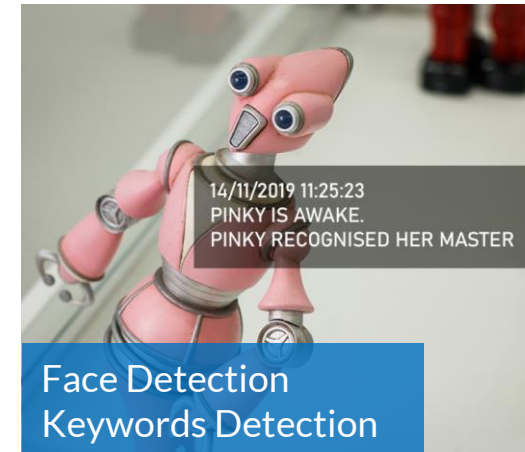 14/11/2019 11:25:23
PINKY IS AWAKE.
PINKY RECOGNISED HER MASTER
Face Detection
Keywords Detection